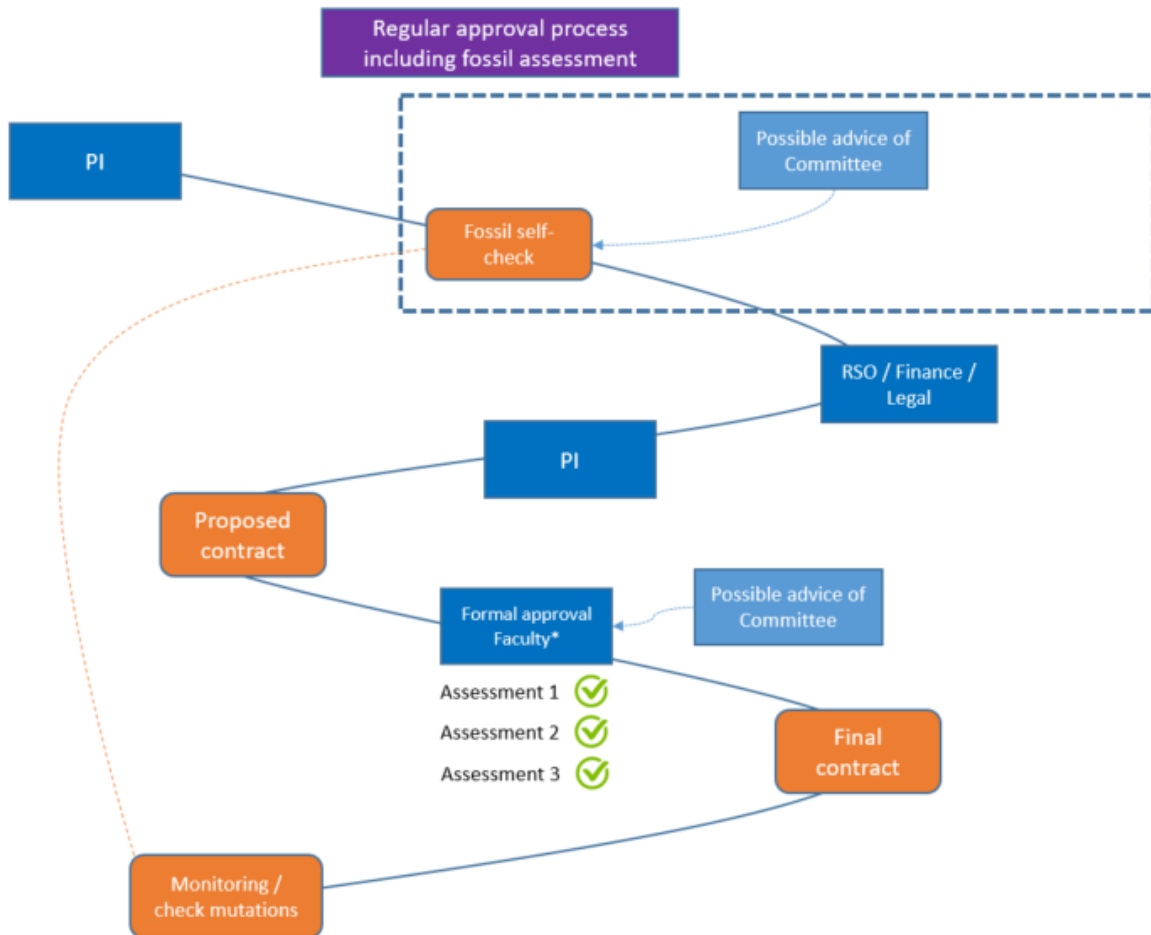 Regular approval process
including fossil assessment
PI
Possible advice of
Committee
Fossil self-
check
RSO / Finance /
Legal
PI
Proposed
contract
Formal approval
Faculty*
Possible advice of
Committee
Assessment 1
Assessment 2
Assessment 3
Final
contract
Monitoring /
check mutations